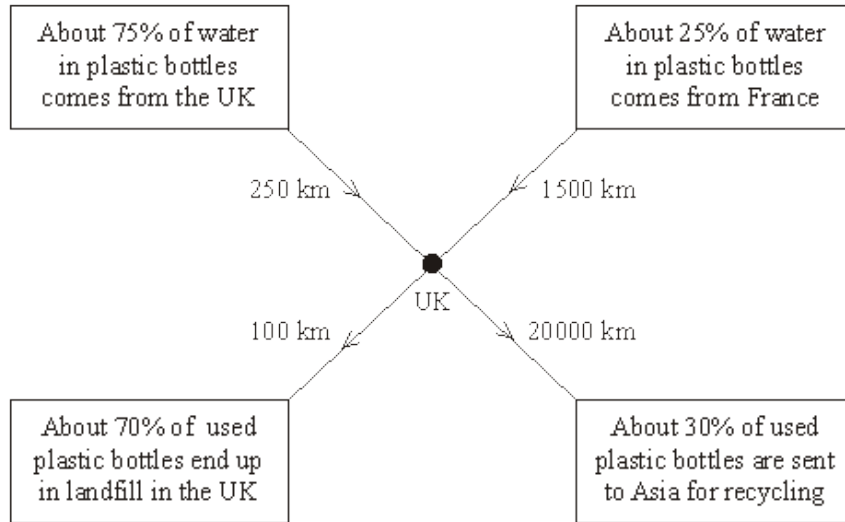 About 75% of water
in plastic bottles
comes from the UK
About 25% of water
in plastic bottles
comes from France
250 km
1500 km
UK
100 km
20000 km
About 70% of used
plastic bottles end up
in landfill in the UK
About 30% of used
plastic bottles are sent
to Asia for recycling